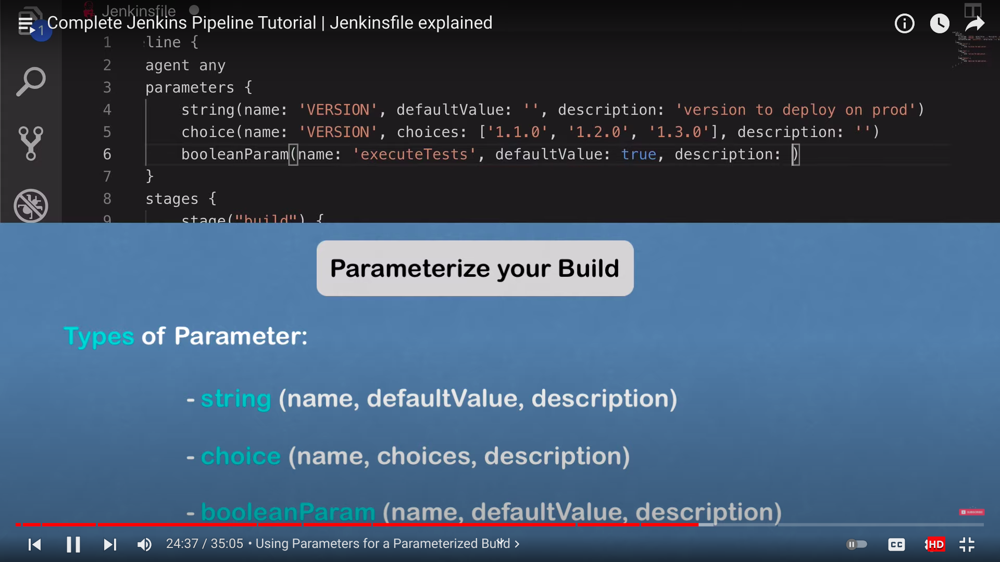 Jenkinsfile
1
Complete Jenkins Pipeline Tutorial | Jenkinsfile explained
1 line {
2 agent any
3 parameters {
4 string(name: 'VERSION', defaultValue: '', description: 'version to deploy on prod')
5 choice(name: 'VERSION', choices: ['1.1.0', '1.2.0', '1.3.0'], description: '')
6 booleanParam(name: 'executeTests', defaultValue: true, description: )
7 }
8 stages {
9 stage("build") {
Parameterize your Build
Types of Parameter:
- string (name, defaultValue, description)
- choice (name, choices, description)
- booleanParam (name, defaultValue, description)
SUBSCRIBE
24:37 / 35:05 • Using Parameters for a Parameterized Build >
CC
HD